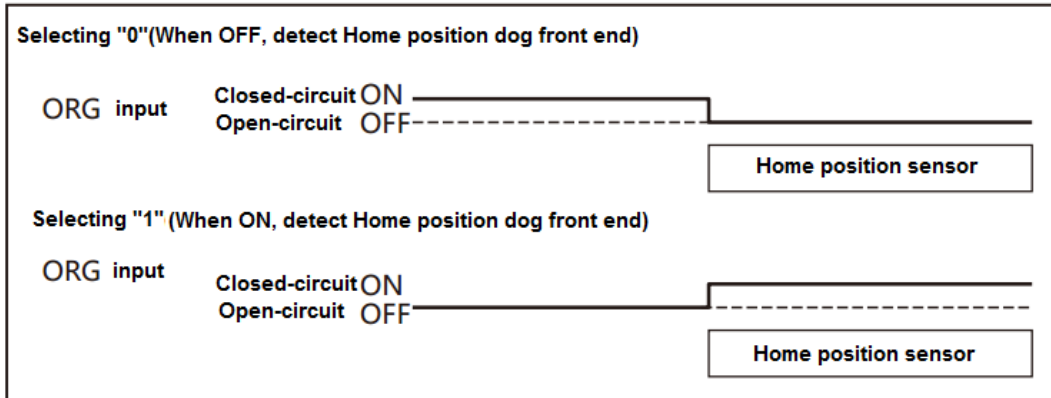 Selecting "0"(When OFF, detect Home position dog front end)
ORG input
Closed-circuit ON
Open-circuit OFF
Home position sensor
Selecting "1" (When ON, detect Home position dog front end)
ORG input
Closed-circuit ON
Open-circuit OFF
Home position sensor